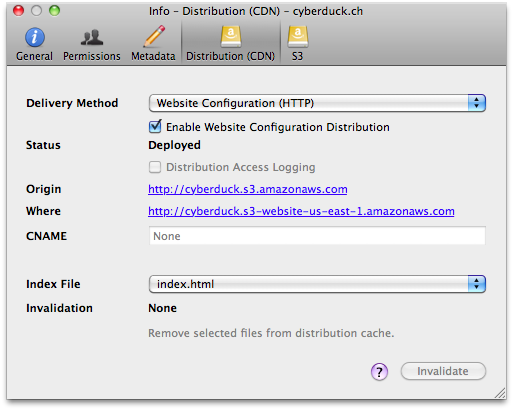 Info – Distribution (CDN) – cyberduck.ch
General Permissions Metadata Distribution (CDN) S3
Delivery Method Website Configuration (HTTP)
Enable Website Configuration Distribution
Status Deployed
Distribution Access Logging
Origin http://cyberduck.s3.amazonaws.com
Where http://cyberduck.s3-website-us-east-1.amazonaws.com
CNAME None
Index File index.html
Invalidation None
Remove selected files from distribution cache.
? Invalidate